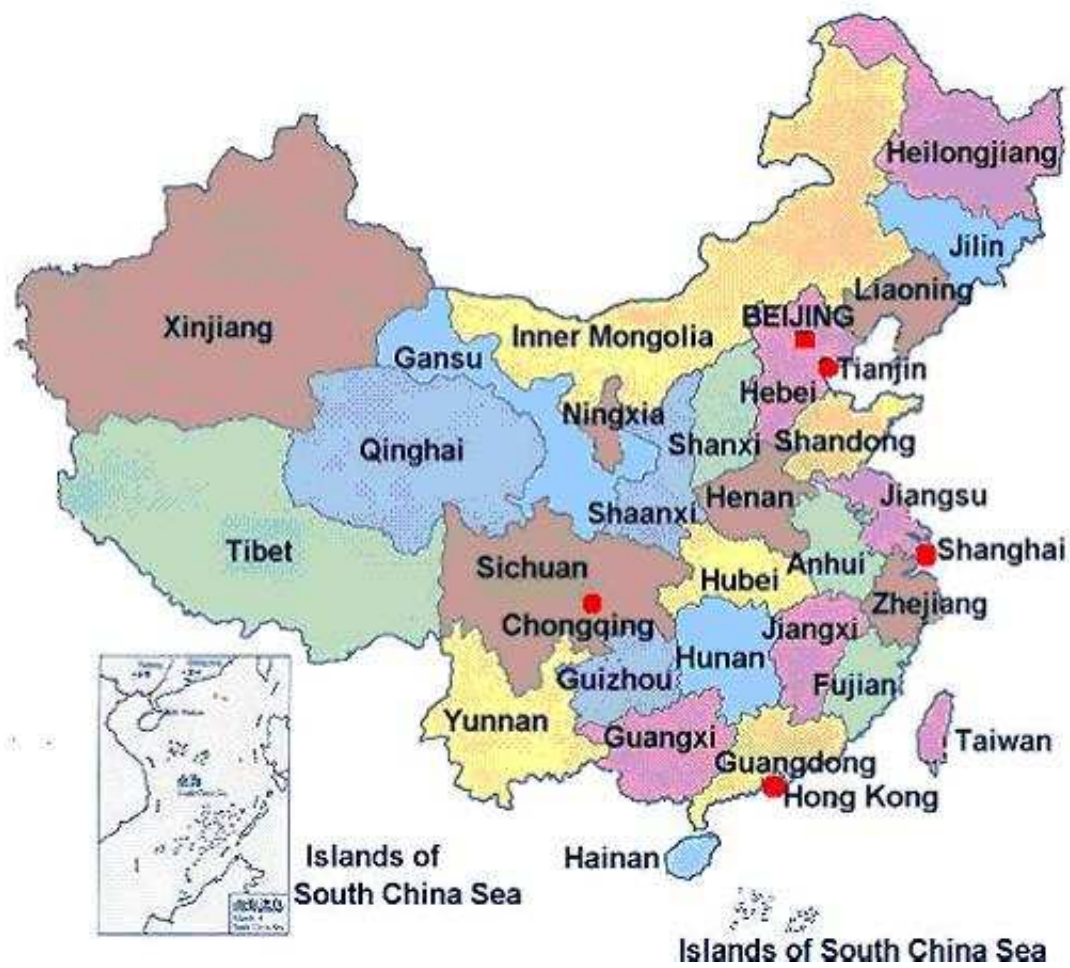 Heilongjiang
Jilin
Liaoning
BEIJING
Xinjiang
Inner Mongolia
Gansu
Tianjin
Hebei
Ningxia
Shanxi
Shandong
Qinghai
Henan
Jiangsu
Shaanxi
Tibet
Shanghai
Sichuan
Hubei
Anhui
Zhejiang
Chongqing
Jiangxi
Hunan
Guizhou
Fujian
Yunnan
Guangxi
Taiwan
Guangdong
Hong Kong
Hainan
Islands of
South China Sea
Islands of South China Sea